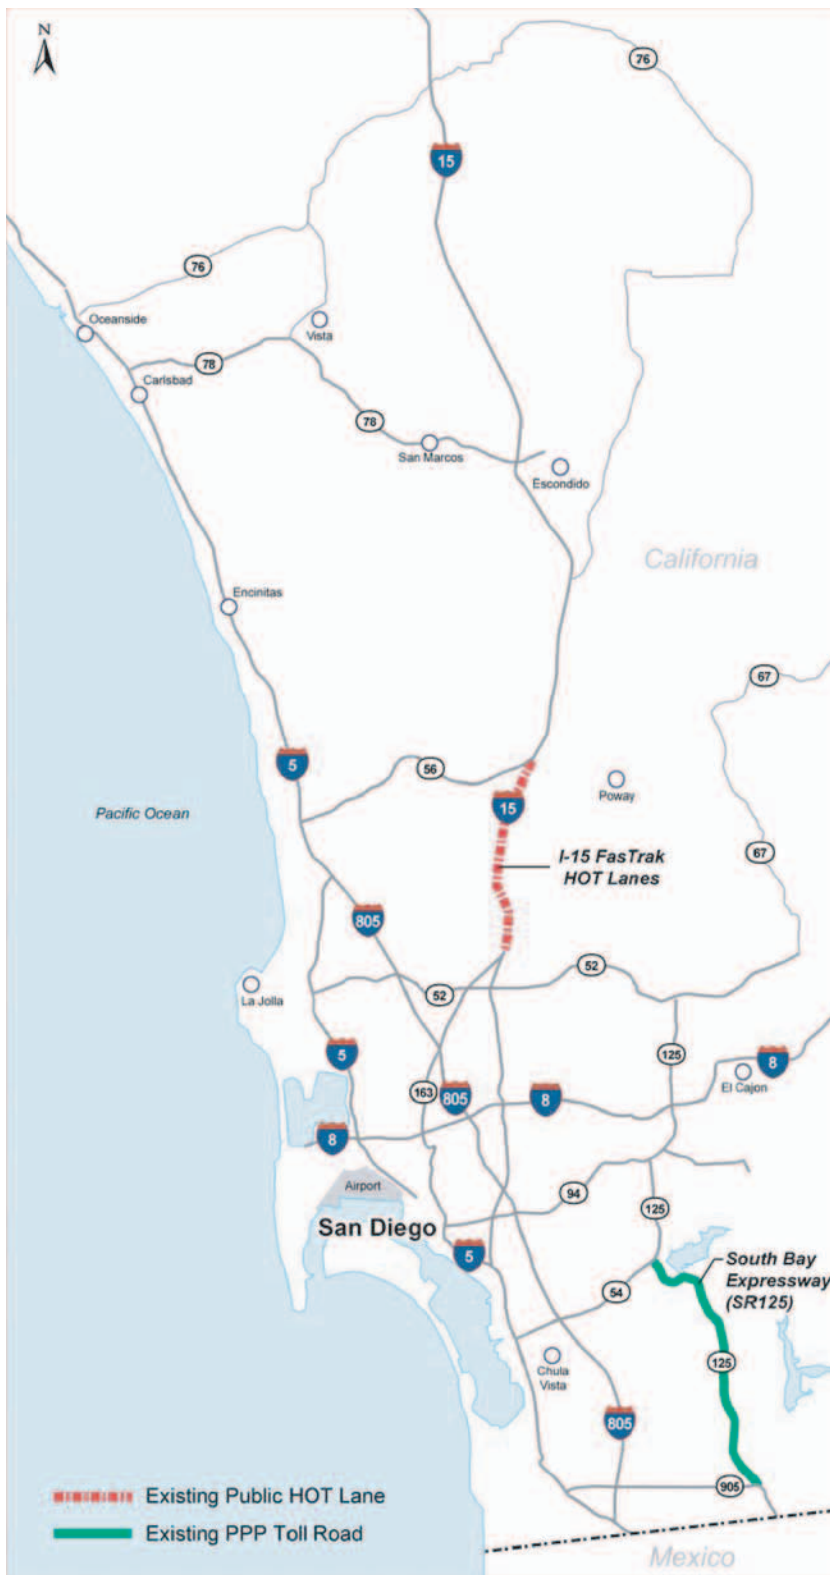 N
76
15
76
Oceanside
Vista
78
Carlsbad
78
San Marcos
Escondido
California
Encinitas
67
5
56
Poway
15
Pacific Ocean
I-15 FasTrak
HOT Lanes
67
805
52
52
La Jolla
5
125
8
El Cajon
163
805
8
8
Airport
94
125
San Diego
5
South Bay
Expressway
(SR125)
54
125
Chula
Vista
805
905
Existing Public HOT Lane
Existing PPP Toll Road
Mexico